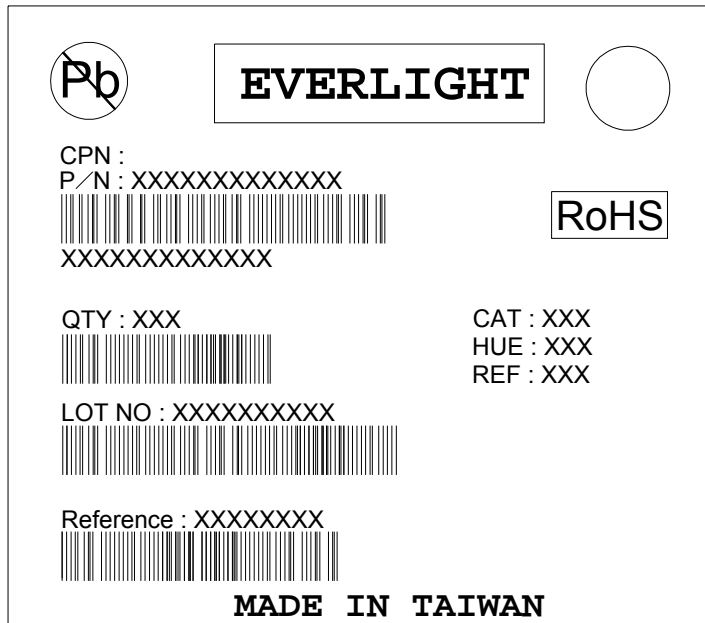 Pb
EVERLIGHT
CPN :
P/N : XXXXXXXXXXXXX
RoHS
XXXXXXXXXXXXX
QTY : XXX
CAT : XXX
HUE : XXX
REF : XXX
LOT NO : XXXXXXXXXX
Reference : XXXXXXXX
MADE IN TAIWAN